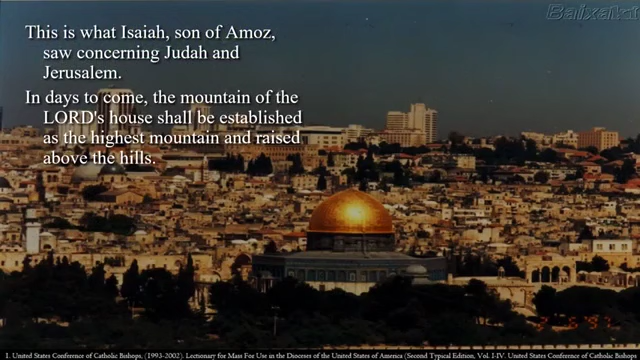 Baixaki
This is what Isaiah, son of Amoz,
saw concerning Judah and
Jerusalem.
In days to come, the mountain of the
LORD's house shall be established
as the highest mountain and raised
above the hills.
1. United States Conference of Catholic Bishops, (1993-2002). Lectionary for Mass For Use in the Dioceses of the United States of America (Second Typical Edition, Vol. I-IV. United States Conference of Catholic Bishops